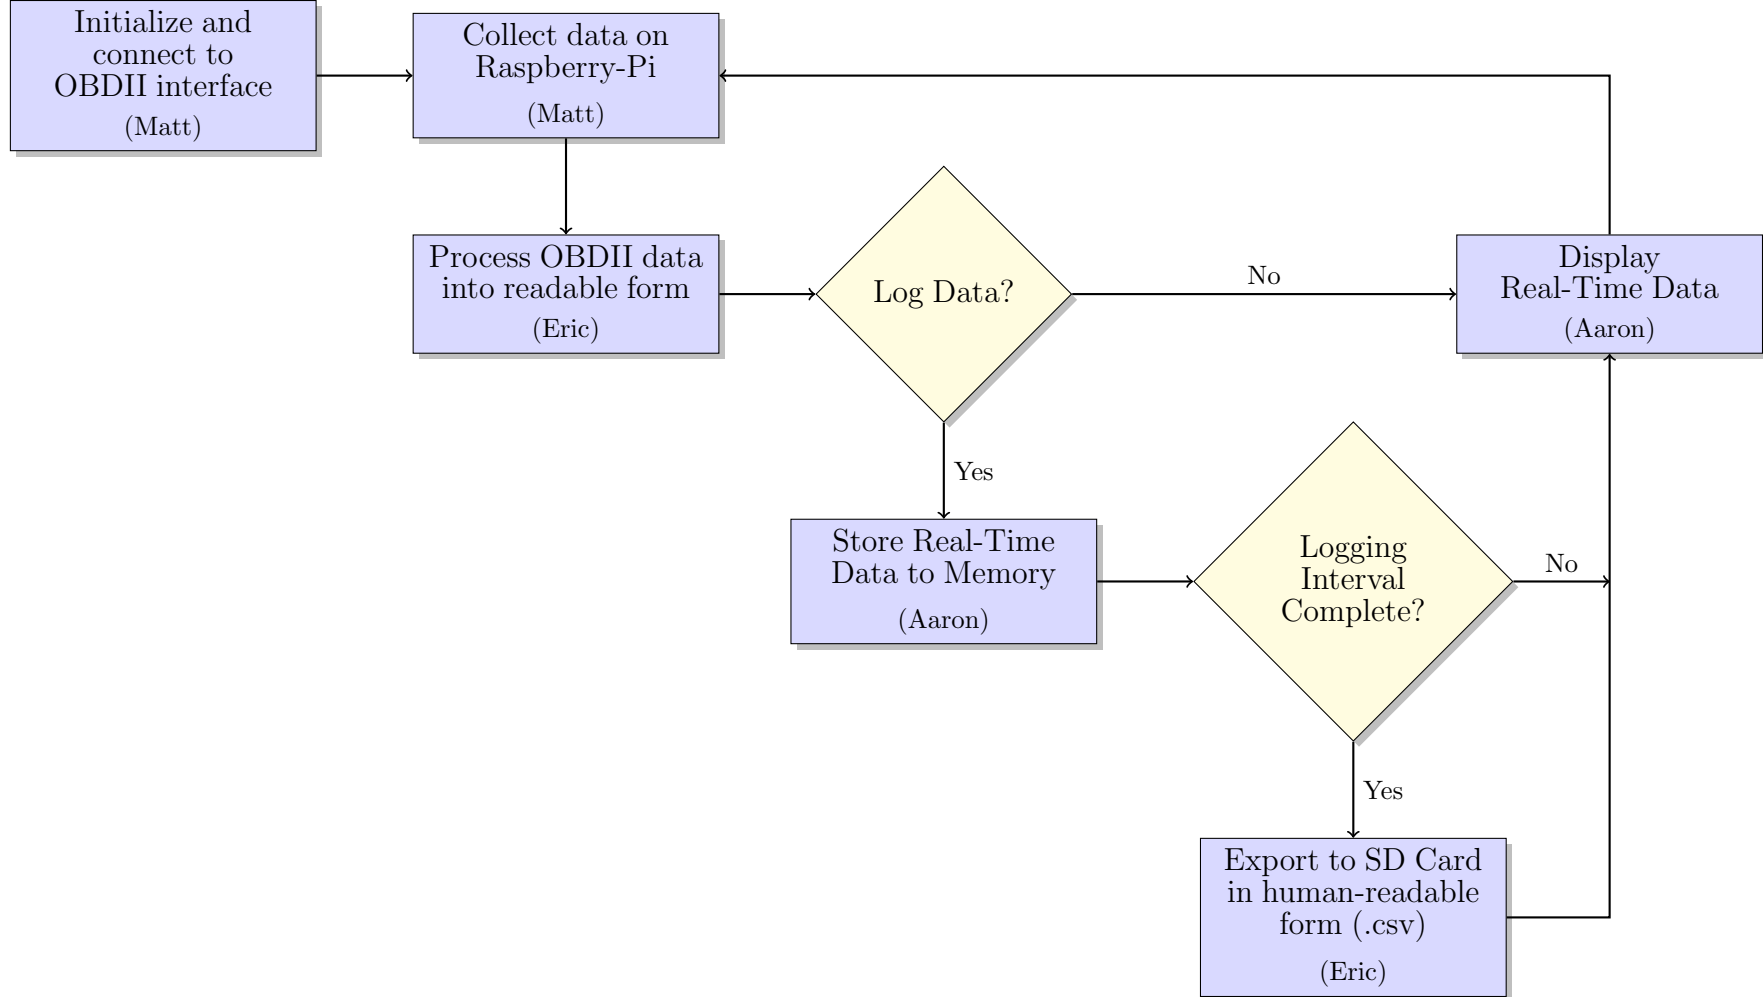 Initialize and
connect to
OBDII interface
(Matt)
Collect data on
Raspberry-Pi
(Matt)
Process OBDII data
into readable form
(Eric)
Log Data?
No
Display
Real-Time Data
(Aaron)
Yes
Store Real-Time
Data to Memory
(Aaron)
Logging
Interval
Complete?
No
Yes
Export to SD Card
in human-readable
form (.csv)
(Eric)